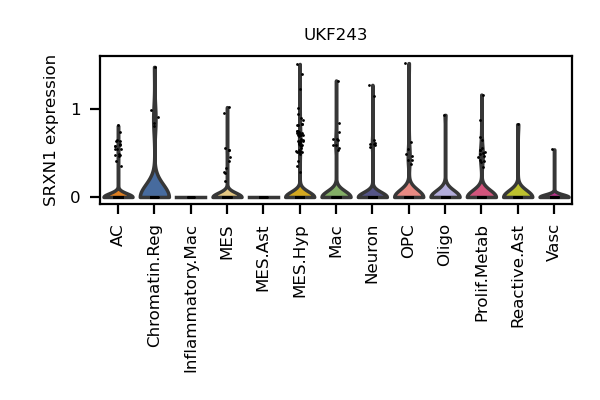 UKF243
SRXN1 expression
1
0
AC
Chromatin.Reg
Inflammatory.Mac
MES
MES.Ast
MES.Hyp
Mac
Neuron
OPC
Oligo
Prolif.Metab
Reactive.Ast
Vasc